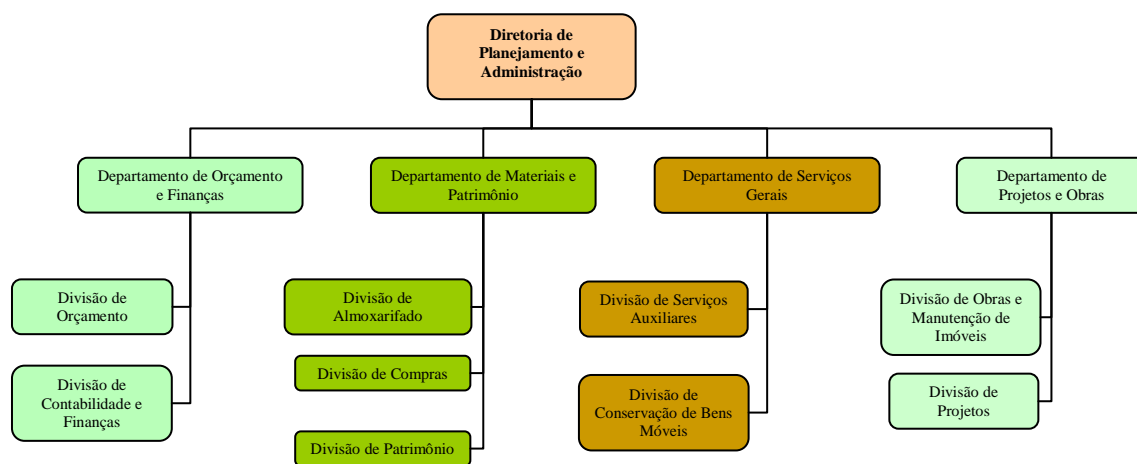 Diretoria de
Planejamento e
Administração
Departamento de Orçamento
e Finanças
Departamento de Materiais e
Patrimônio
Departamento de Serviços
Gerais
Departamento de
Projetos e Obras
Divisão de
Orçamento
Divisão de
Almoxarifado
Divisão de Serviços
Auxiliares
Divisão de Obras e
Manutenção de
Imóveis
Divisão de Compras
Divisão de
Contabilidade e
Finanças
Divisão de
Conservação de Bens
Móveis
Divisão de
Projetos
Divisão de Patrimônio